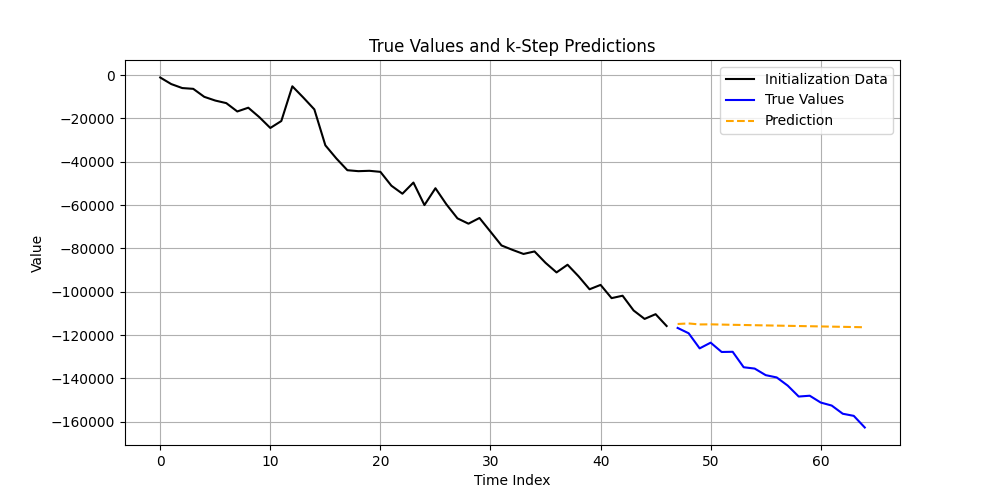 True Values and k-Step Predictions
Initialization Data
True Values
Prediction
Value
0
−20000
−40000
−60000
−80000
−100000
−120000
−140000
−160000
0 10 20 30 40 50 60
Time Index